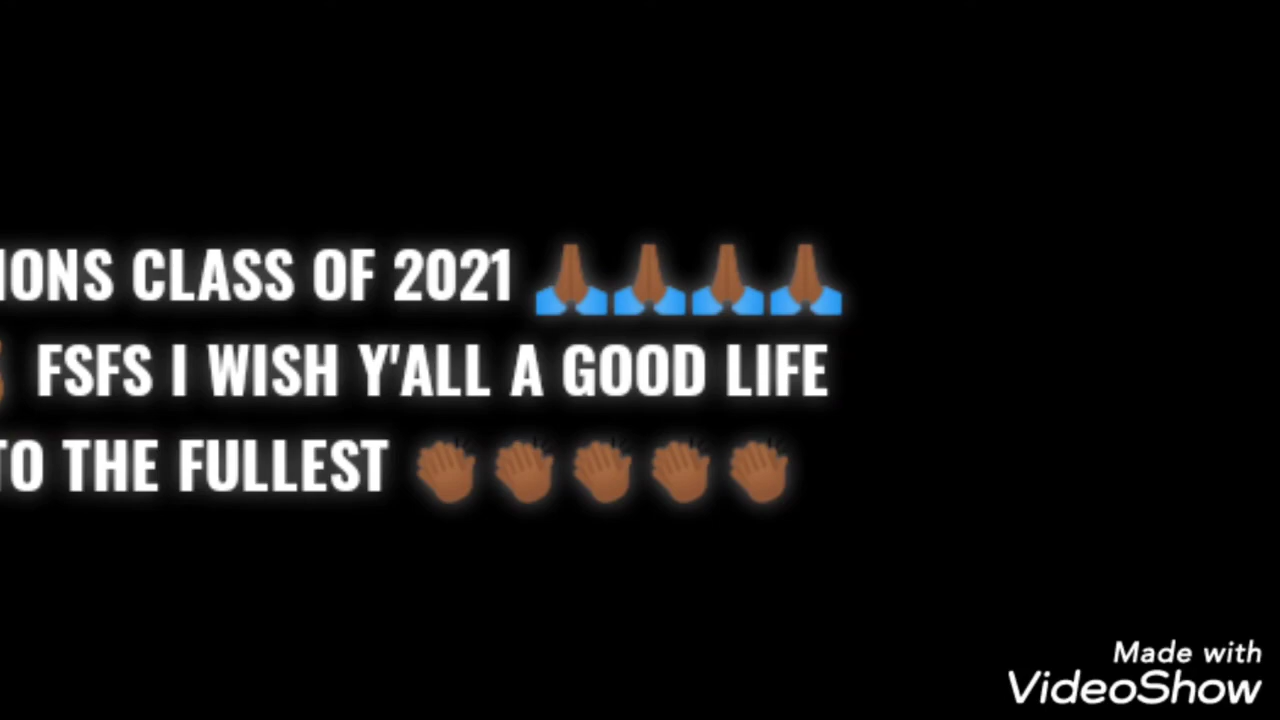 IONS CLASS OF 2021 🙏🏾🙏🏾🙏🏾🙏🏾
FSFS I WISH Y'ALL A GOOD LIFE
TO THE FULLEST 👏🏾👏🏾👏🏾👏🏾👏🏾
Made with
VideoShow